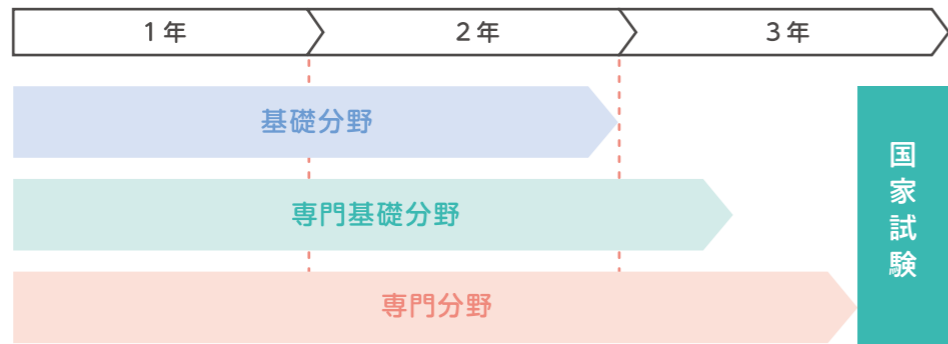 1年
2年
3年
基礎分野
専門基礎分野
専門分野
国家試験